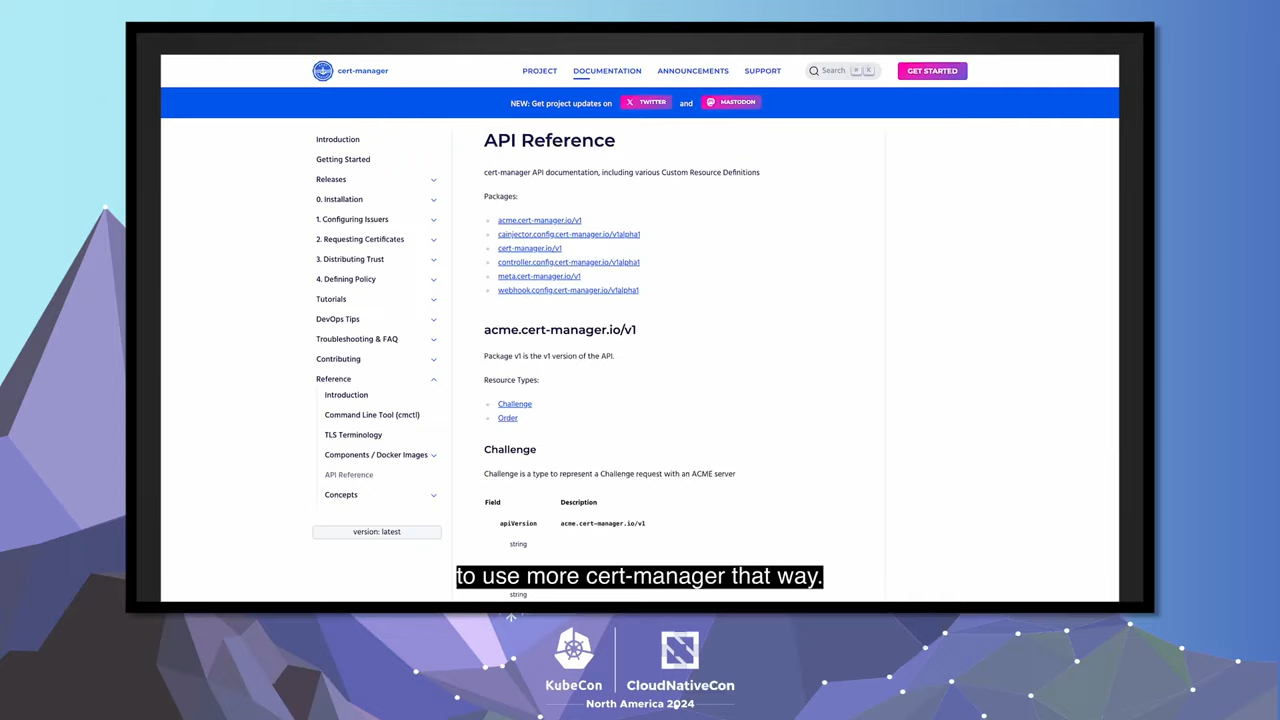 cert-manager
PROJECT
DOCUMENTATION
ANNOUNCEMENTS
SUPPORT
Search ⌘ K
GET STARTED
NEW: Get project updates on X TWITTER and MASTODON
Introduction
Getting Started
Releases
0. Installation
1. Configuring Issuers
2. Requesting Certificates
3. Distributing Trust
4. Defining Policy
Tutorials
DevOps Tips
Troubleshooting & FAQ
Contributing
Reference
Introduction
Command Line Tool (cmctl)
TLS Termination
Components / Docker Images
API Reference
Concepts
version: latest
API Reference
cert-manager API documentation, including various Custom Resource Definitions
Packages:
acme.cert-manager.io/v1
cainjector.config.cert-manager.io/v1alpha1
cert-manager.io/v1
controller.config.cert-manager.io/v1alpha1
meta.cert-manager.io/v1
webhook.config.cert-manager.io/v1alpha1
acme.cert-manager.io/v1
Package v1 is the v1 version of the API.
Resource Types:
Challenge
Order
Challenge
Challenge is a type to represent a Challenge request with an ACME server
Field Description
apiVersion acme.cert-manager.io/v1
string
to use more cert-manager that way.
string
KubeCon
CloudNativeCon
North America 2024